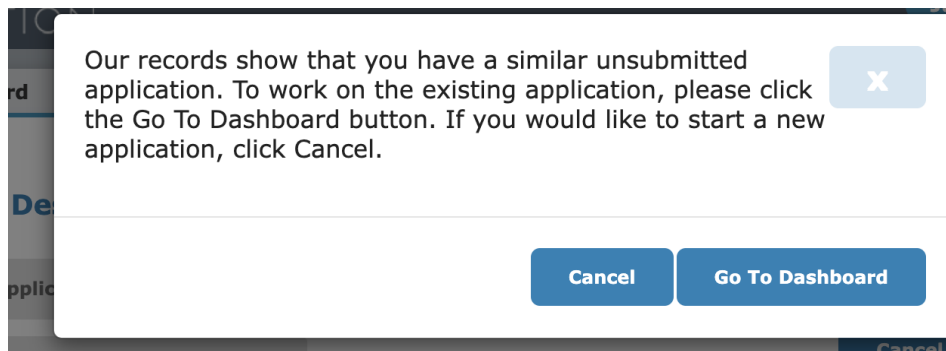 TION
rd
Our records show that you have a similar unsubmitted
application. To work on the existing application, please click
the Go To Dashboard button. If you would like to start a new
application, click Cancel.
x
De
Cancel
Go To Dashboard
pplic
Cancel